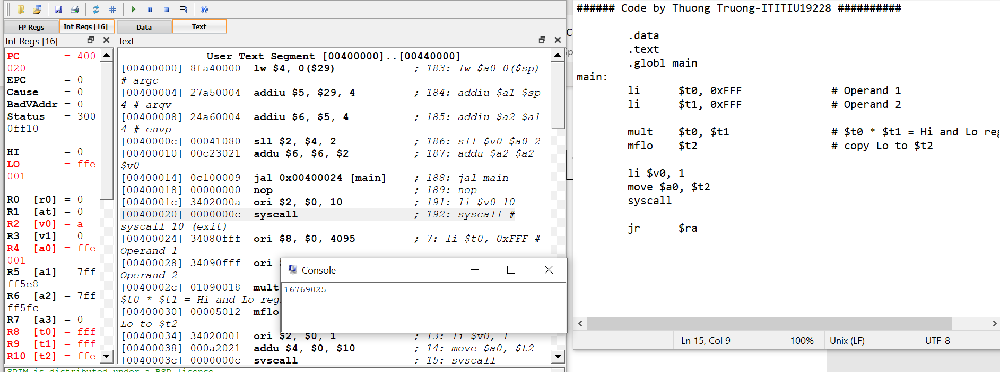 FP Regs
Int Regs [16]
Data
Text
Int Regs [16]
Text
PC = 400
020
EPC = 0
Cause = 0
BadVAddr = 0
Status = 300
0ff10
HI = 0
LO = ffe
001
R0 [r0] = 0
R1 [at] = 0
R2 [v0] = a
R3 [v1] = 0
R4 [a0] = ffe
001
R5 [a1] = 7ff
ff5e8
R6 [a2] = 7ff
ff5fc
R7 [a3] = 0
R8 [t0] = fff
R9 [t1] = fff
R10 [t2] = ffe
User Text Segment [00400000]..[00440000]
[00400000] 8fa40000 lw $4, 0($29) ; 183: lw $a0 0($sp)
# argc
[00400004] 27a50004 addiu $5, $29, 4 ; 184: addiu $a1 $sp
4 # argv
[00400008] 24a60004 addiu $6, $5, 4 ; 185: addiu $a2 $a1
4 # envp
[0040000c] 00041080 sll $2, $4, 2 ; 186: sll $v0 $a0 2
[00400010] 00c23021 addu $6, $6, $2 ; 187: addu $a2 $a2
$v0
[00400014] 0c100009 jal 0x00400024 [main] ; 188: jal main
[00400018] 00000000 nop ; 189: nop
[0040001c] 3402000a ori $2, $0, 10 ; 191: li $v0 10
[00400020] 0000000c syscall ; 192: syscall #
syscall 10 (exit)
[00400024] 34080fff ori $8, $0, 4095 ; 7: li $t0, 0xFFF #
Operand 1
[00400028] 34090fff ori
Operand 2
[0040002c] 01090018 mult
$t0 * $t1 = Hi and Lo reg
[00400030] 00005012 mflo
Lo to $t2
[00400034] 34020001 ori $2, $0, 1 ; 13: li $v0, 1
[00400038] 000a2021 addu $4, $0, $10 ; 14: move $a0, $t2
[0040003c] 0000000c syscall ; 15: syscall
SPIM is distributed under a BSD license
Console
16769025
###### Code by Thuong Truong-ITITIU19228 ##########
.data
.text
.globl main
main:
li $t0, 0xFFF # Operand 1
li $t1, 0xFFF # Operand 2
mult $t0, $t1 # $t0 * $t1 = Hi and Lo reg
mflo $t2 # copy Lo to $t2
li $v0, 1
move $a0, $t2
syscall
jr $ra
Ln 15, Col 9
100%
Unix (LF)
UTF-8